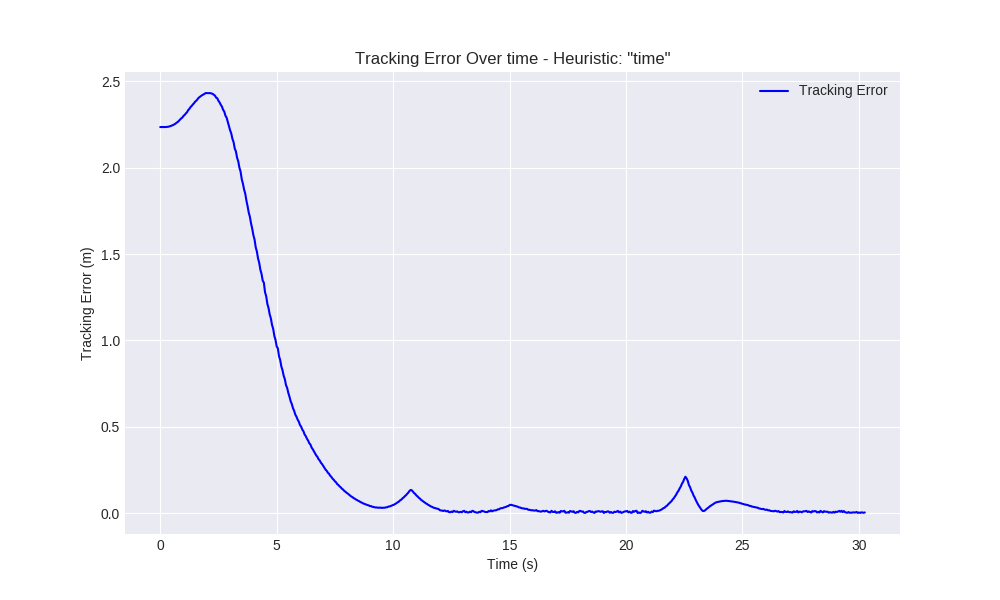 Tracking Error Over time - Heuristic: "time"
Tracking Error
2.5
2.0
1.5
1.0
0.5
0.0
Tracking Error (m)
0 5 10 15 20 25 30
Time (s)